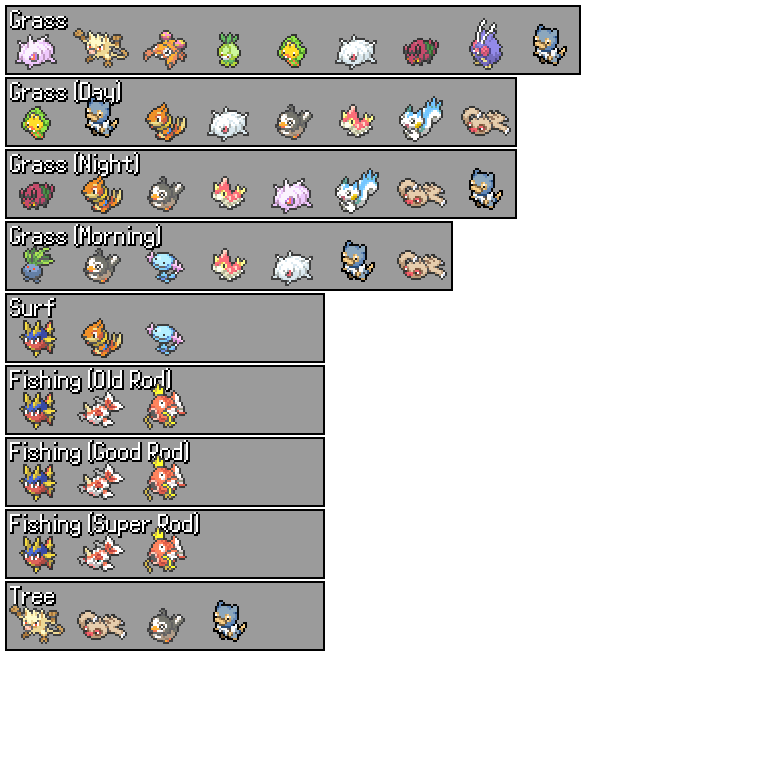 Grass
Grass (Day)
Grass (Night)
Grass (Morning)
Surf
Fishing (Old Rod)
Fishing (Good Rod)
Fishing (Super Rod)
Tree